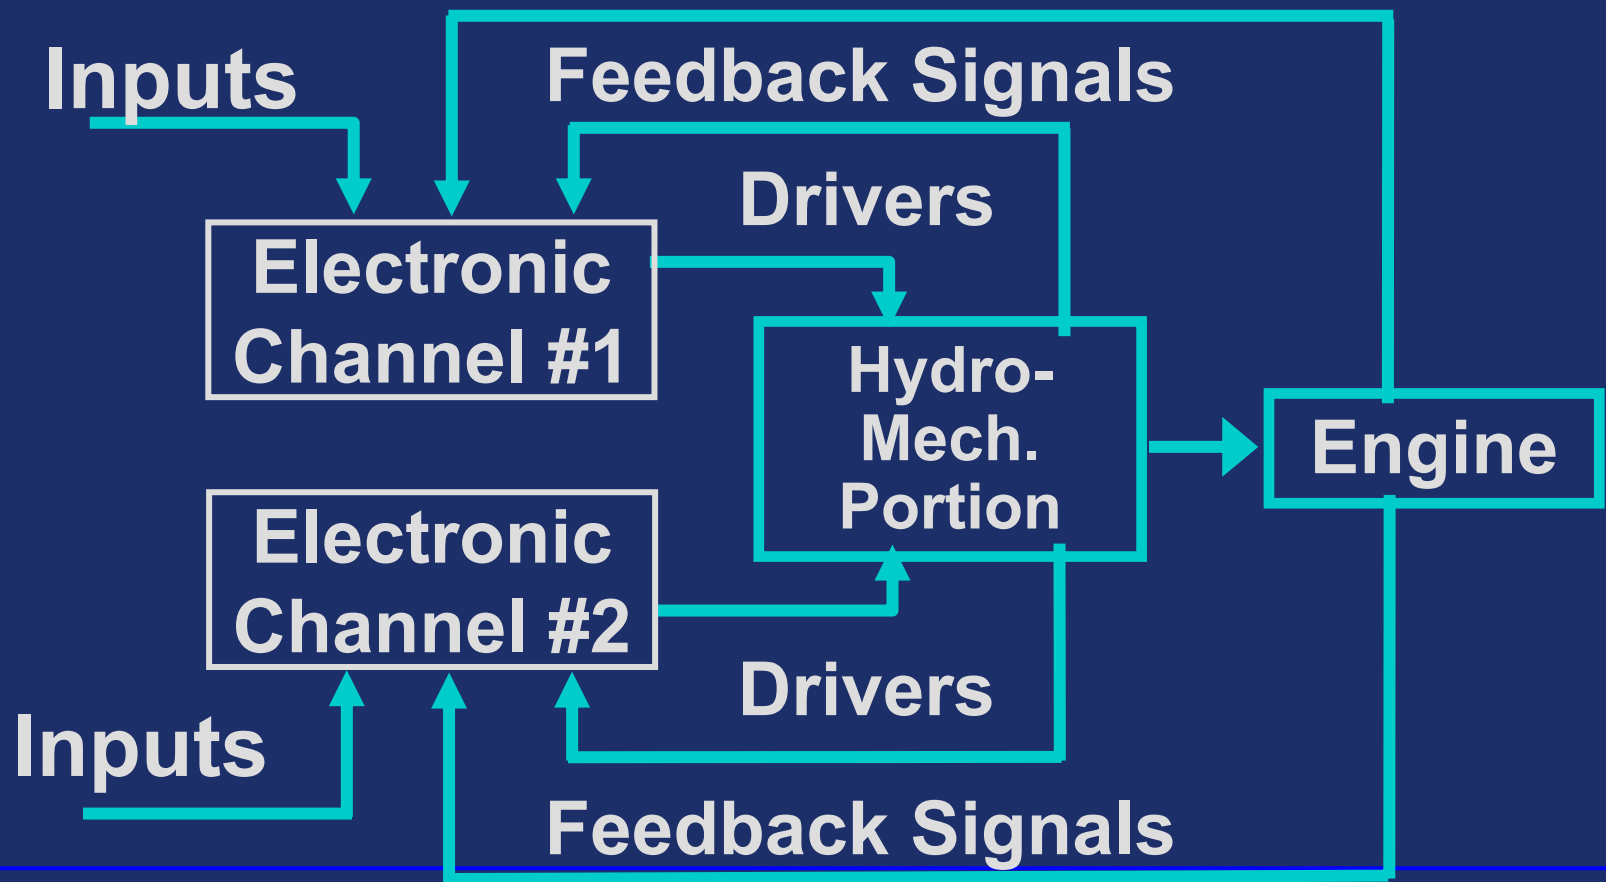 Inputs
Feedback Signals
Drivers
Electronic
Channel #1
Hydro-
Mech.
Portion
Engine
Electronic
Channel #2
Drivers
Inputs
Feedback Signals